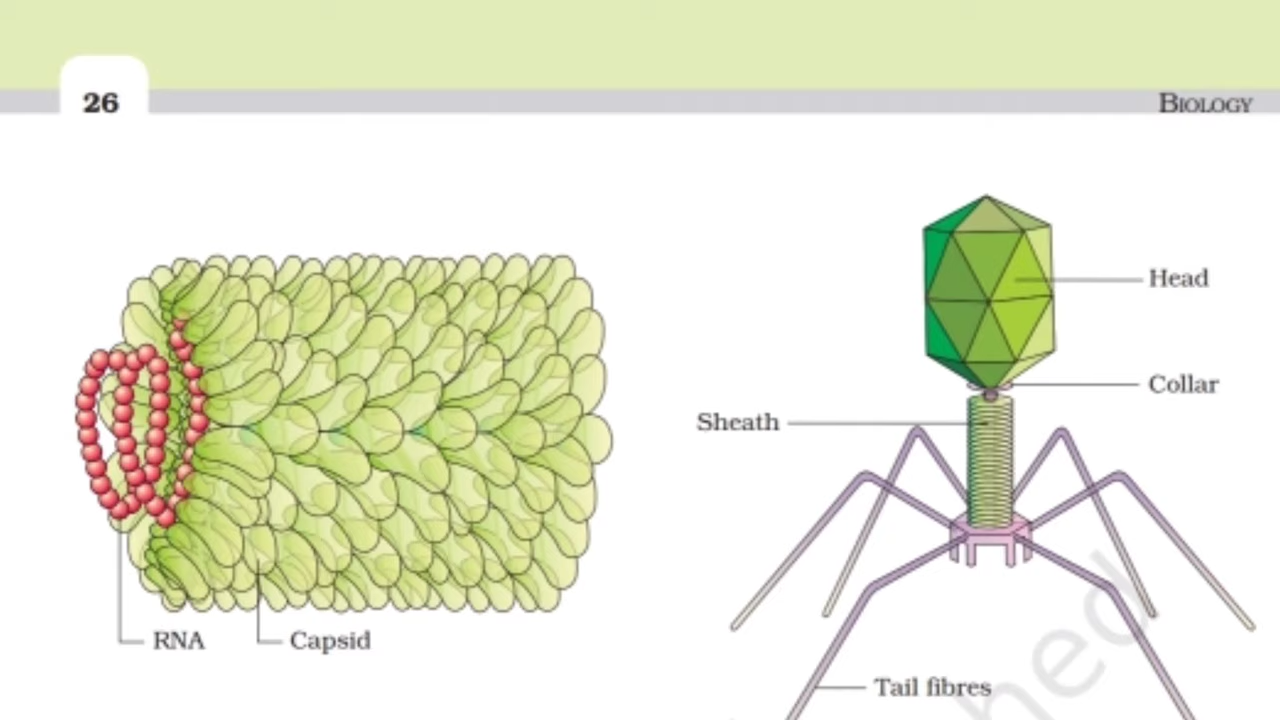 26
BIOLOGY
Head
Collar
Sheath
RNA
Capsid
Tail fibres